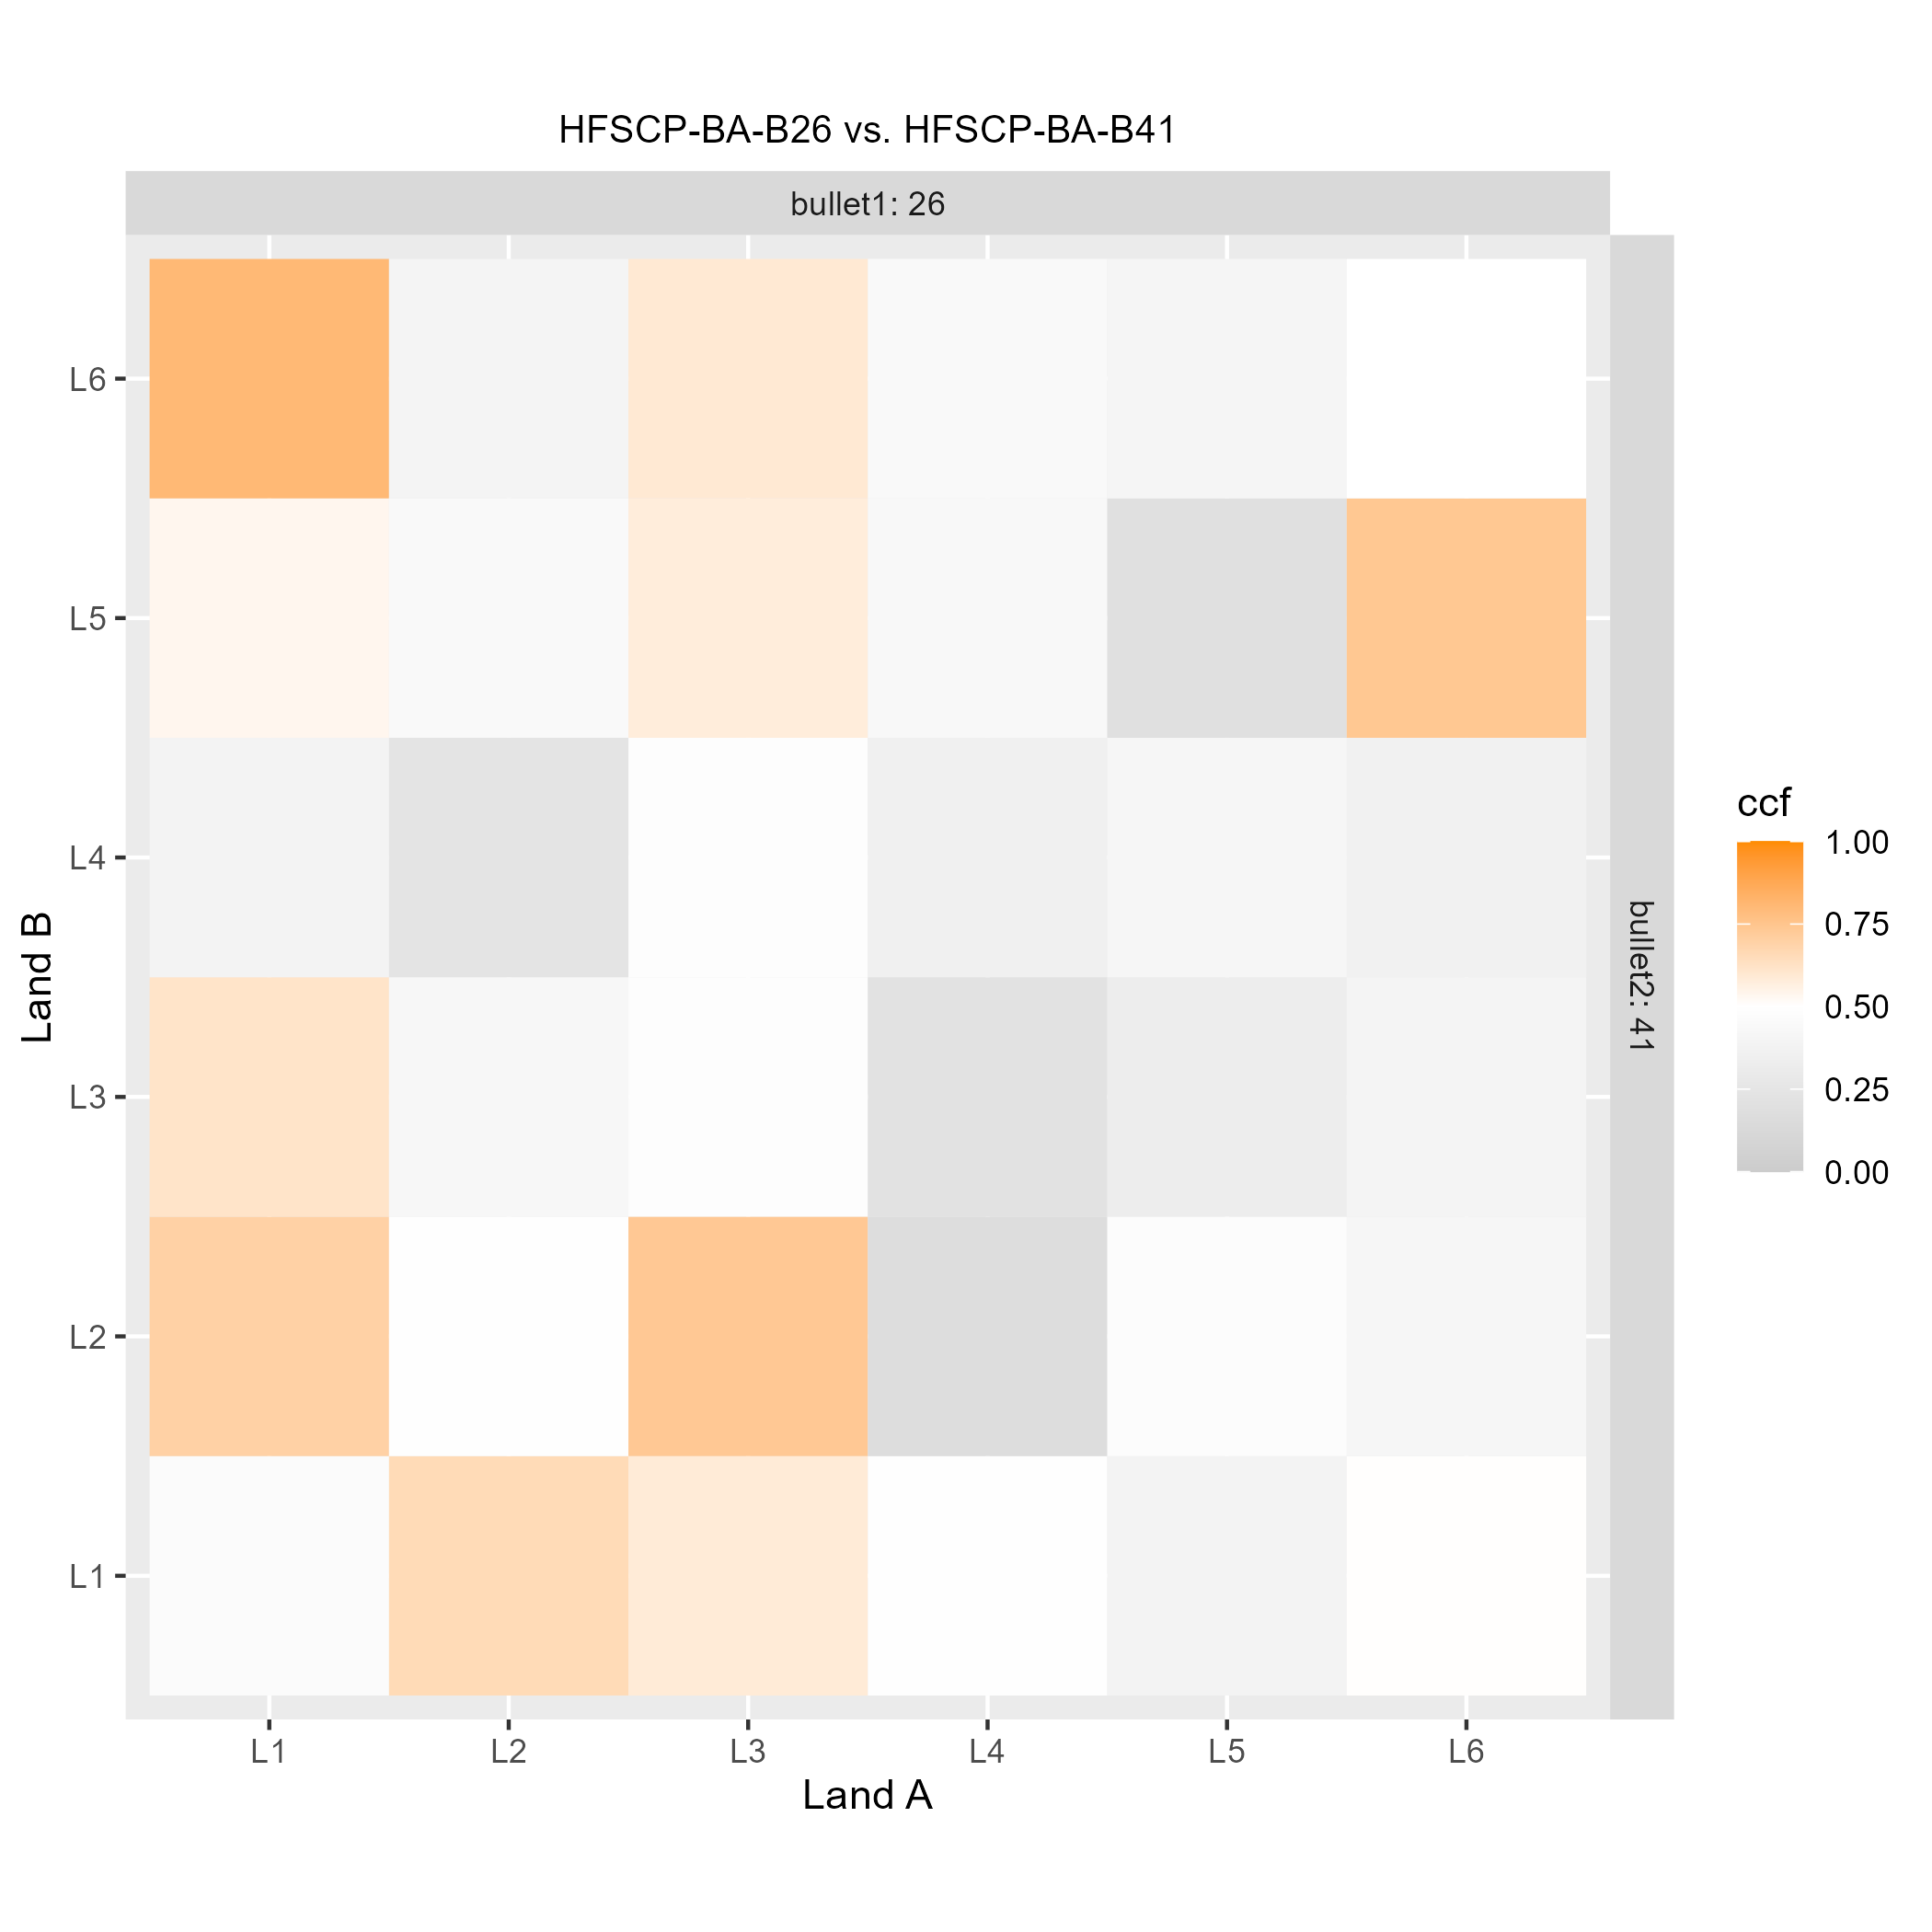 HFSCP-BA-B26 vs. HFSCP-BA-B41
bullet1: 26
L6
L5
L4
L3
L2
L1
Land B
L1 L2 L3 L4 L5 L6
Land A
bullet2: 41
ccf
1.00
0.75
0.50
0.25
0.00